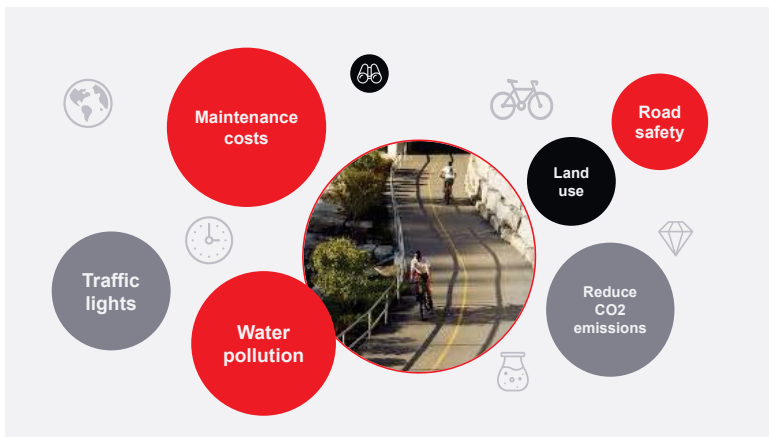 Maintenance
costs
Road
safety
Land
use
Traffic
lights
Water
pollution
Reduce
CO2
emissions